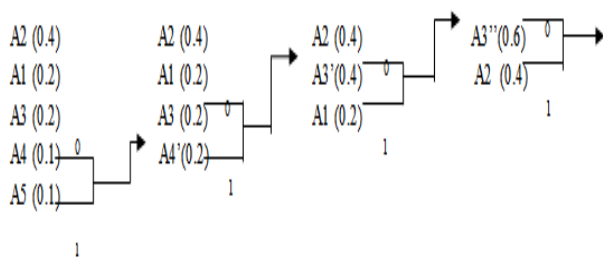 A2 (0.4) A2 (0.4) A2 (0.4) A3’’(0.6) 0
A1 (0.2) A1 (0.2) A3’(0.4) 0 A2 (0.4)
A3 (0.2) A3 (0.2) 0 A1 (0.2) 1
A4 (0.1) 0 A4’(0.2) 1
A5 (0.1) 1
1